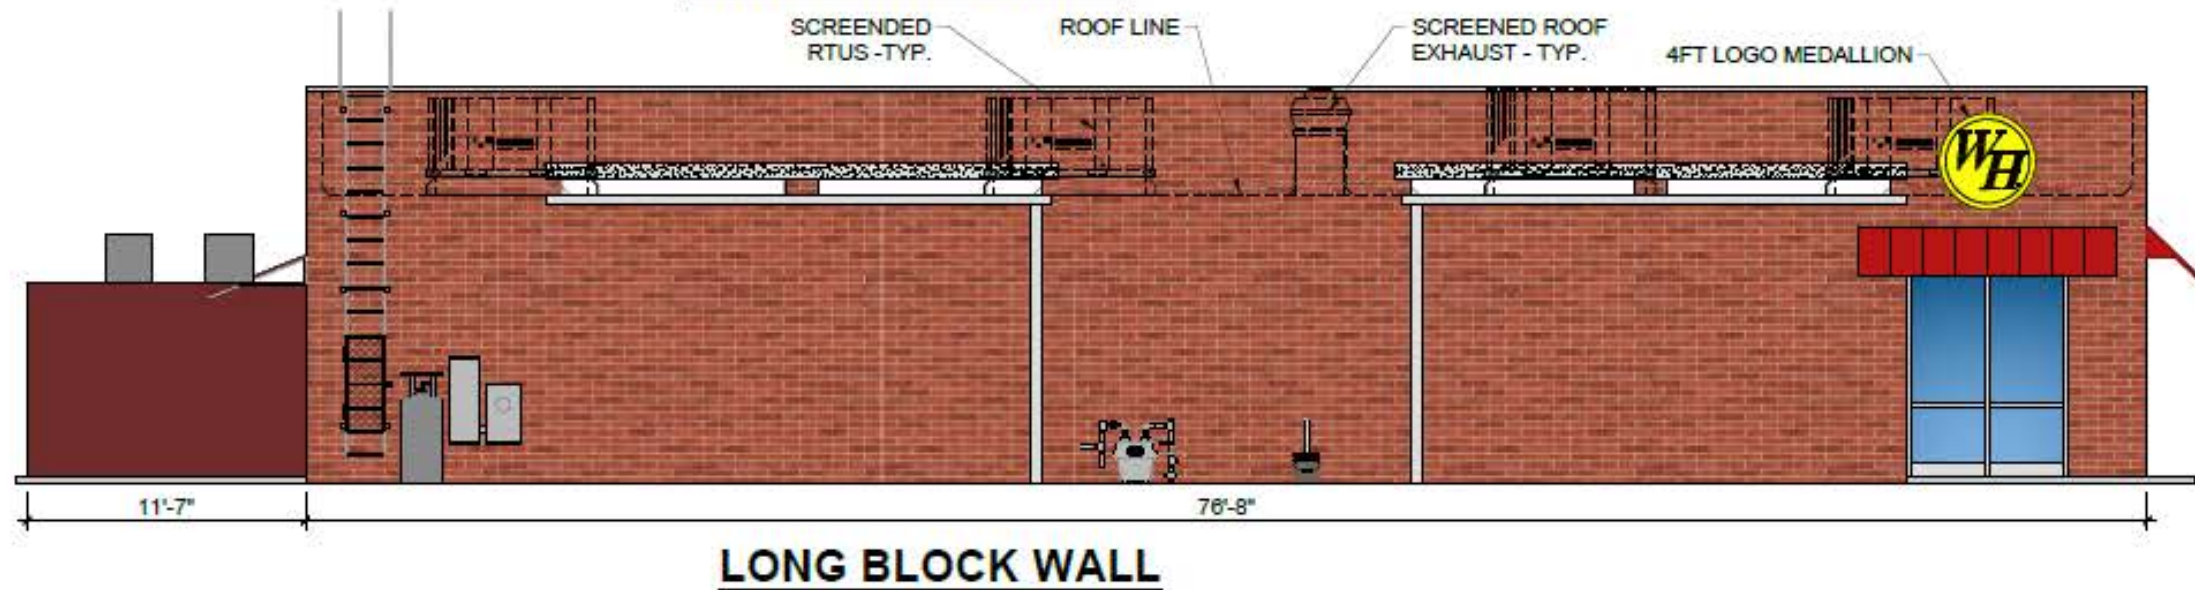 SCREENDED
RTUS -TYP.
ROOF LINE
SCREENED ROOF
EXHAUST - TYP.
4FT LOGO MEDALLION
WH
11'-7"
76'-8"
LONG BLOCK WALL